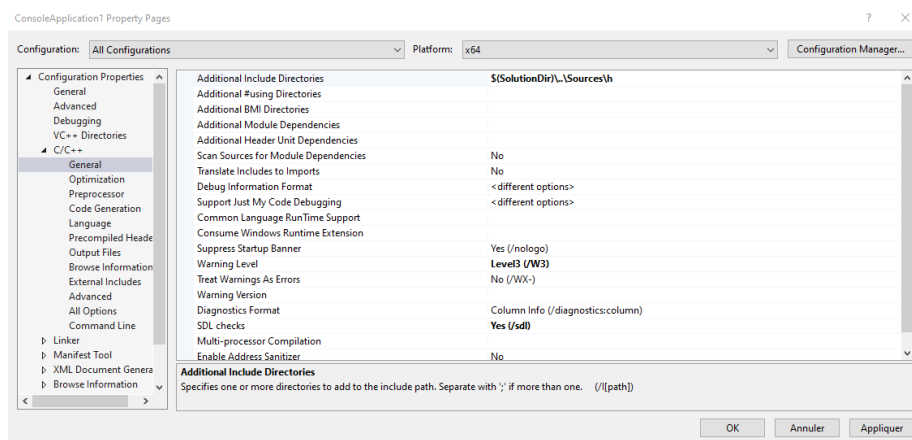 ConsoleApplication1 Property Pages ? ×
Configuration: All Configurations Platform: x64 Configuration Manager...
Configuration Properties
General
Advanced
Debugging
VC++ Directories
C/C++
General
Optimization
Preprocessor
Code Generation
Language
Precompiled Heade
Output Files
Browse Information
External Includes
Advanced
All Options
Command Line
Linker
Manifest Tool
XML Document Genera
Browse Information
Additional Include Directories $(SolutionDir)\..\Sources\h
Additional #using Directories
Additional BMI Directories
Additional Module Dependencies
Additional Header Unit Dependencies
Scan Sources for Module Dependencies No
Translate Includes to Imports No
Debug Information Format <different options>
Support Just My Code Debugging <different options>
Common Language RunTime Support
Consume Windows Runtime Extension
Suppress Startup Banner Yes (/nologo)
Warning Level Level3 (/W3)
Treat Warnings As Errors No (/WX-)
Warning Version
Diagnostics Format Column Info (/diagnostics:column)
SDL checks Yes (/sdl)
Multi-processor Compilation
Enable Address Sanitizer No
Additional Include Directories
Specifies one or more directories to add to the include path. Separate with ';' if more than one. (/I[path])
OK Annuler Appliquer